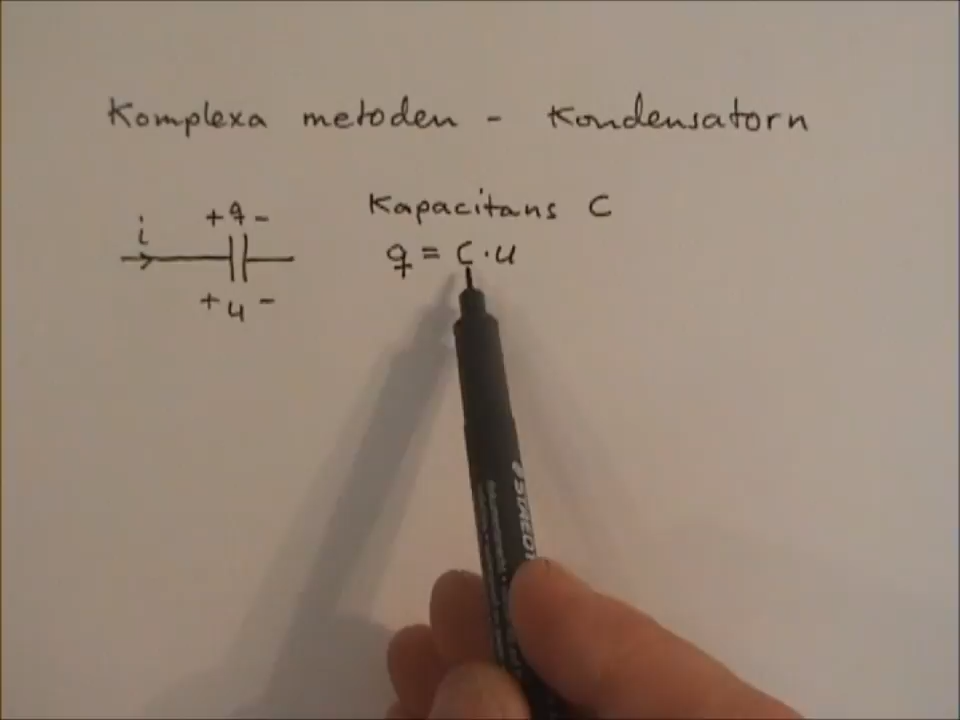 Komplexa metoden - Kondensatorn
Kapacitans C
i
+ q -
q = C · u
+ u -